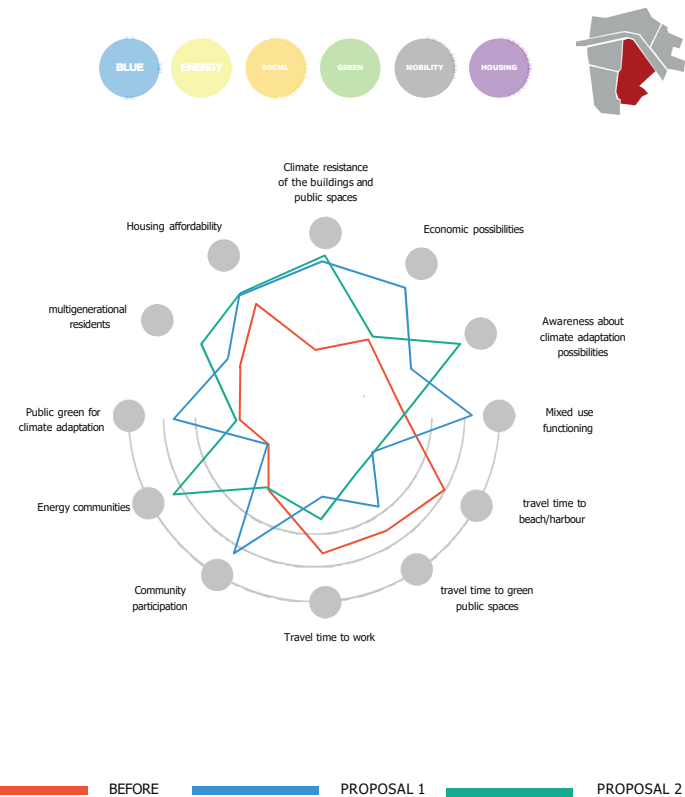 BLUE
ENERGY
SOCIAL
GREEN
MOBILITY
HOUSING
Climate resistance
of the buildings and
public spaces
Housing affordability
Economic possibilities
multigenerational
residents
Awareness about
climate adaptation
possibilities
Public green for
climate adaptation
Mixed use
functioning
Energy communities
travel time to
beach/harbour
Community
participation
travel time to green
public spaces
Travel time to work
BEFORE
PROPOSAL 1
PROPOSAL 2